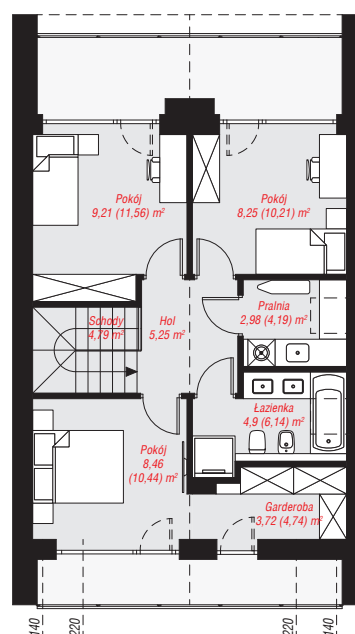 Pokój
9,21 (11,56) m²
Pokój
8,25 (10,21) m²
Schody
4,79 m²
Hol
5,25 m²
Pralnia
2,98 (4,19) m²
Łazienka
4,9 (6,14) m²
Pokój
8,46
(10,44) m²
Garderoba
3,72 (4,74) m²
140
220
220
140